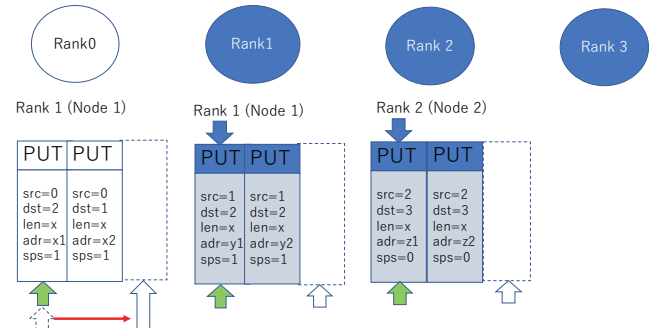 Rank0
Rank1
Rank 2
Rank 3
Rank 1 (Node 1)
Rank 1 (Node 1)
Rank 2 (Node 2)
PUT
PUT
src=0
dst=2
len=x
adr=x1
sps=1
src=0
dst=1
len=x
adr=x2
sps=1
PUT
PUT
src=1
dst=2
len=x
adr=y1
sps=1
src=1
dst=2
len=x
adr=y2
sps=1
PUT
PUT
src=2
dst=3
len=x
adr=z1
sps=0
src=2
dst=3
len=x
adr=z2
sps=0